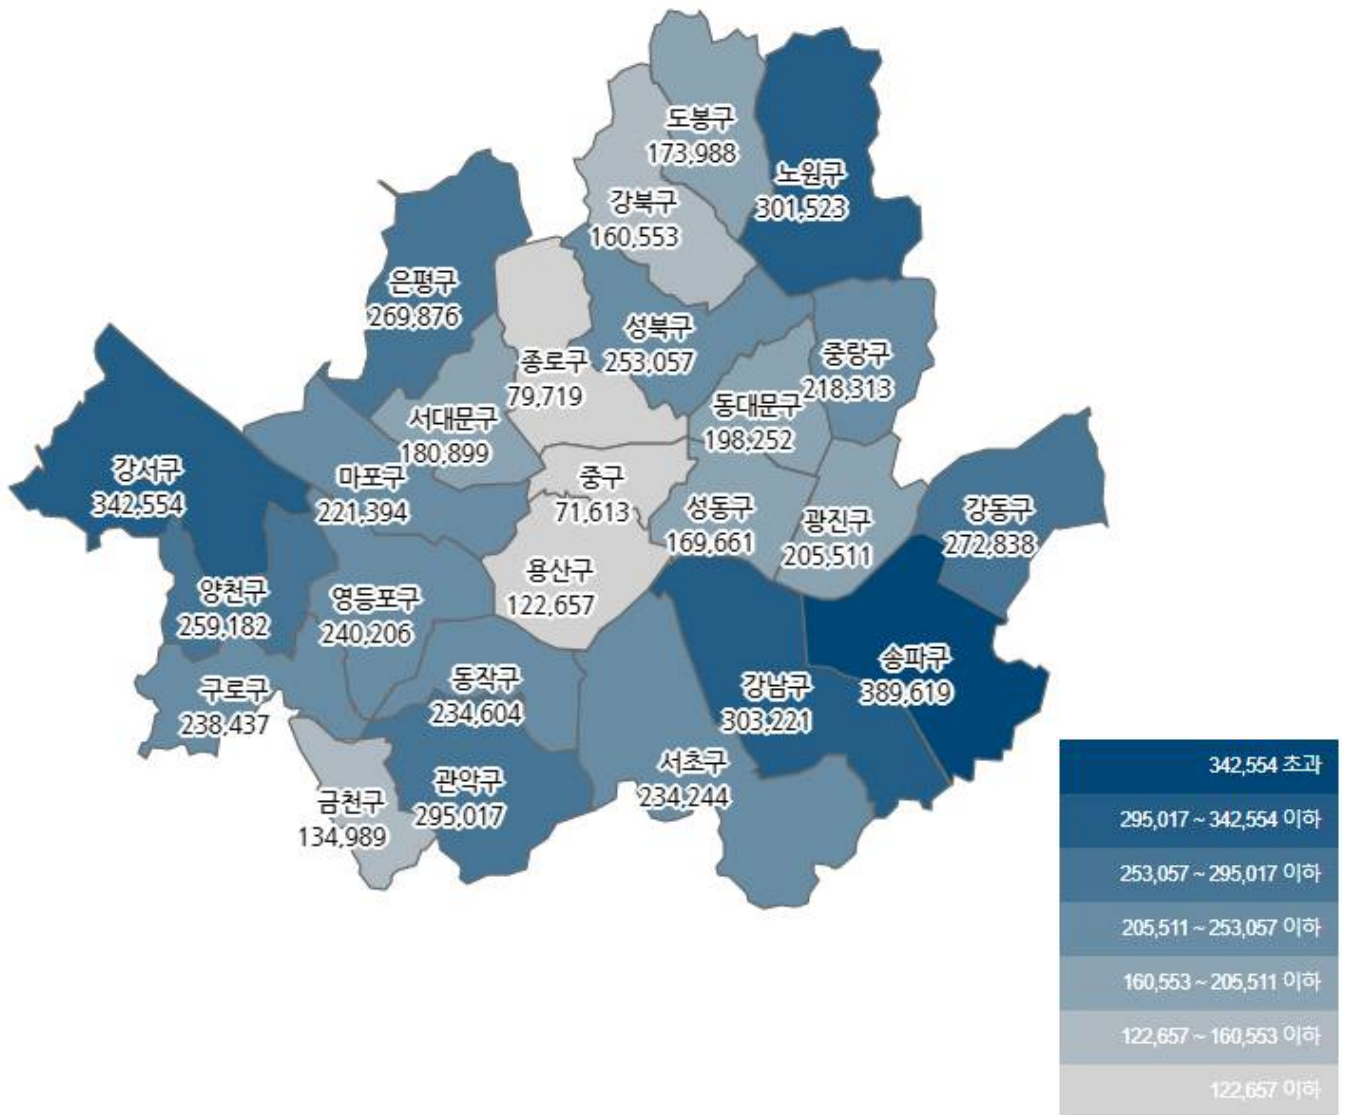 도봉구
173,988
노원구
301,523
강북구
160,553
은평구
269,876
성북구
253,057
종로구
79,719
중랑구
218,313
동대문구
198,252
서대문구
180,899
강서구
342,554
마포구
221,394
중구
71,613
성동구
169,661
광진구
205,511
강동구
272,838
용산구
122,657
양천구
259,182
영등포구
240,206
구로구
238,437
동작구
234,604
강남구
303,221
송파구
389,619
서초구
234,244
관악구
295,017
금천구
134,989
342,554 초과
295,017 ~ 342,554 이하
253,057 ~ 295,017 이하
205,511 ~ 253,057 이하
160,553 ~ 205,511 이하
122,657 ~ 160,553 이하
122,657 이하